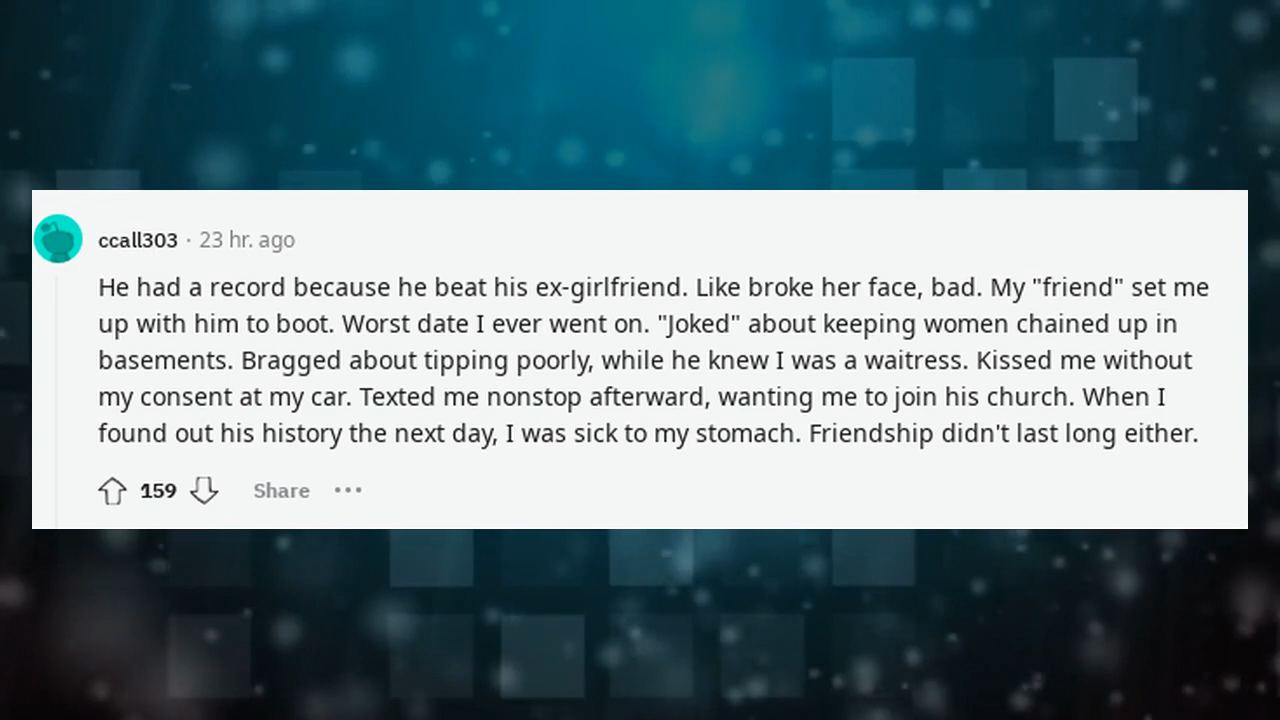 ccall303 · 23 hr. ago
He had a record because he beat his ex-girlfriend. Like broke her face, bad. My "friend" set me
up with him to boot. Worst date I ever went on. "Joked" about keeping women chained up in
basements. Bragged about tipping poorly, while he knew I was a waitress. Kissed me without
my consent at my car. Texted me nonstop afterward, wanting me to join his church. When I
found out his history the next day, I was sick to my stomach. Friendship didn't last long either.
159 Share •••